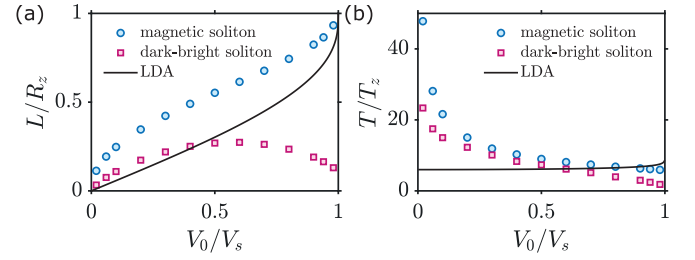 (a)
magnetic soliton
dark-bright soliton
LDA
L/R_z
1
0.5
0
0
0.5
1
V_0/V_s
(b)
magnetic soliton
dark-bright soliton
LDA
T/T_z
40
20
0
0
0.5
1
V_0/V_s